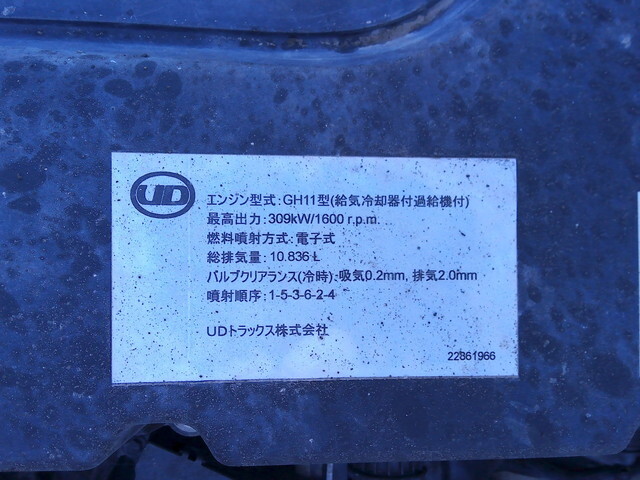 UD
エンジン型式:GH11型(給気冷却器付過給機付)
最高出力:309kW/1600 r.p.m.
燃料噴射方式:電子式
総排気量:10.836 L
バルブクリアランス(冷時):吸気0.2mm, 排気2.0mm
噴射順序:1-5-3-6-2-4
UDトラックス株式会社
22861966